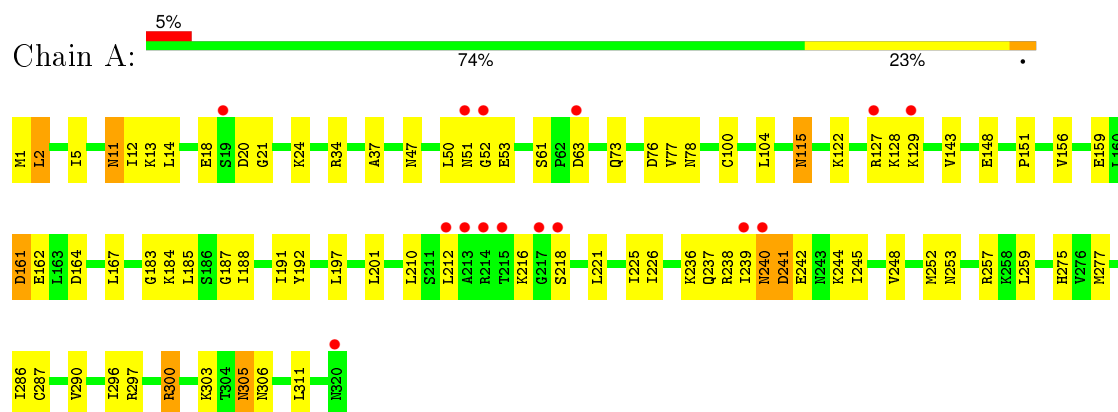 5%
Chain A:
74% 23% •
M1 L2 I5 N11 I12 K13 L14 E18 S19 D20 G21 K24 R34 A37 N47 L50 N51 G52 E53 S61 P62 D63 Q73 D76 V77 N78 C100 L104 N115 K122 R127 K128 K129 V143 E148 P151 V156 E159 L160
D161 E162 L163 D164 L167 G183 K184 L185 S186 G187 I188 I191 Y192 L197 L201 L210 S211 L212 A213 R214 T215 K216 G217 S218 L221 I225 I226 K236 Q237 R238 I239 N240 D241 E242 N243 K244 I245 V248 M252 N253 R257 K258 L259 H275 V276 M277
I286 C287 V290 I296 R297 R300 K303 T304 N305 N306 L311 N320